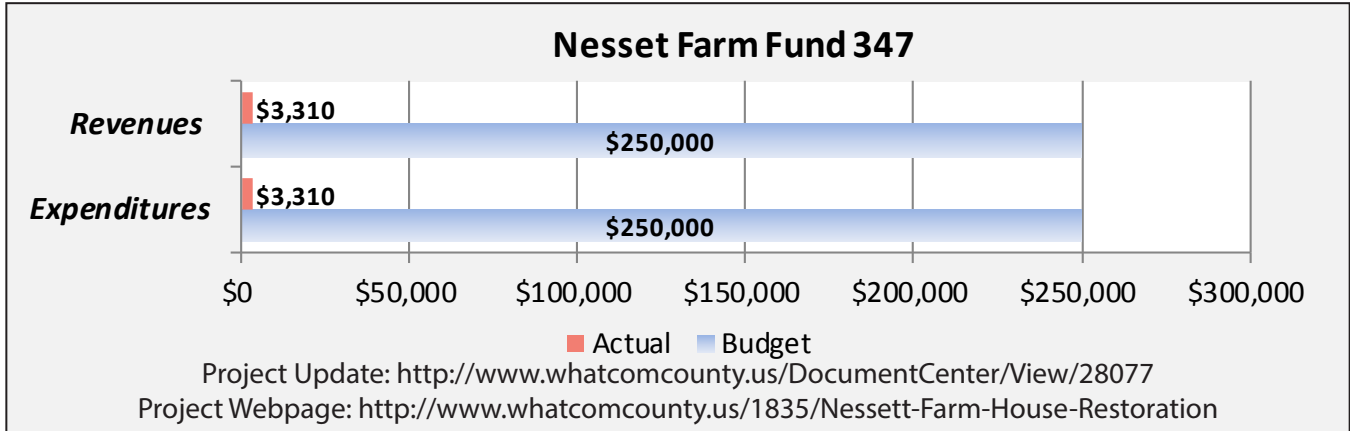 Nesset Farm Fund 347
Revenues
$3,310
$250,000
Expenditures
$3,310
$250,000
$0 $50,000 $100,000 $150,000 $200,000 $250,000 $300,000
Actual Budget
Project Update: http://www.whatcomcounty.us/DocumentCenter/View/28077
Project Webpage: http://www.whatcomcounty.us/1835/Nessett-Farm-House-Restoration